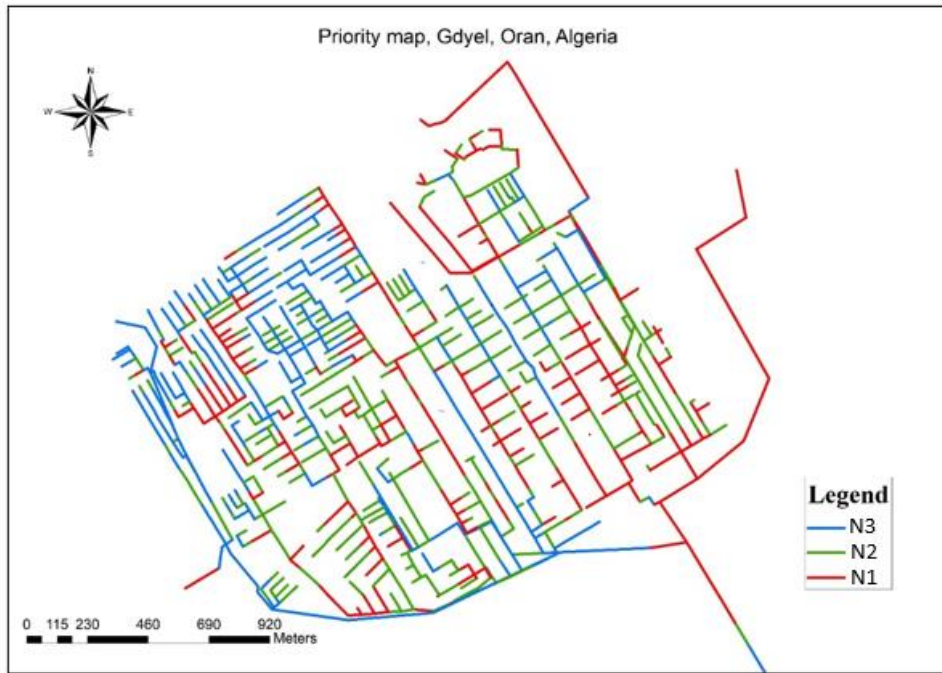 Priority map, Gdyel, Oran, Algeria
N
W E
S
Legend
N3
N2
N1
0 115 230 460 690 920
Meters